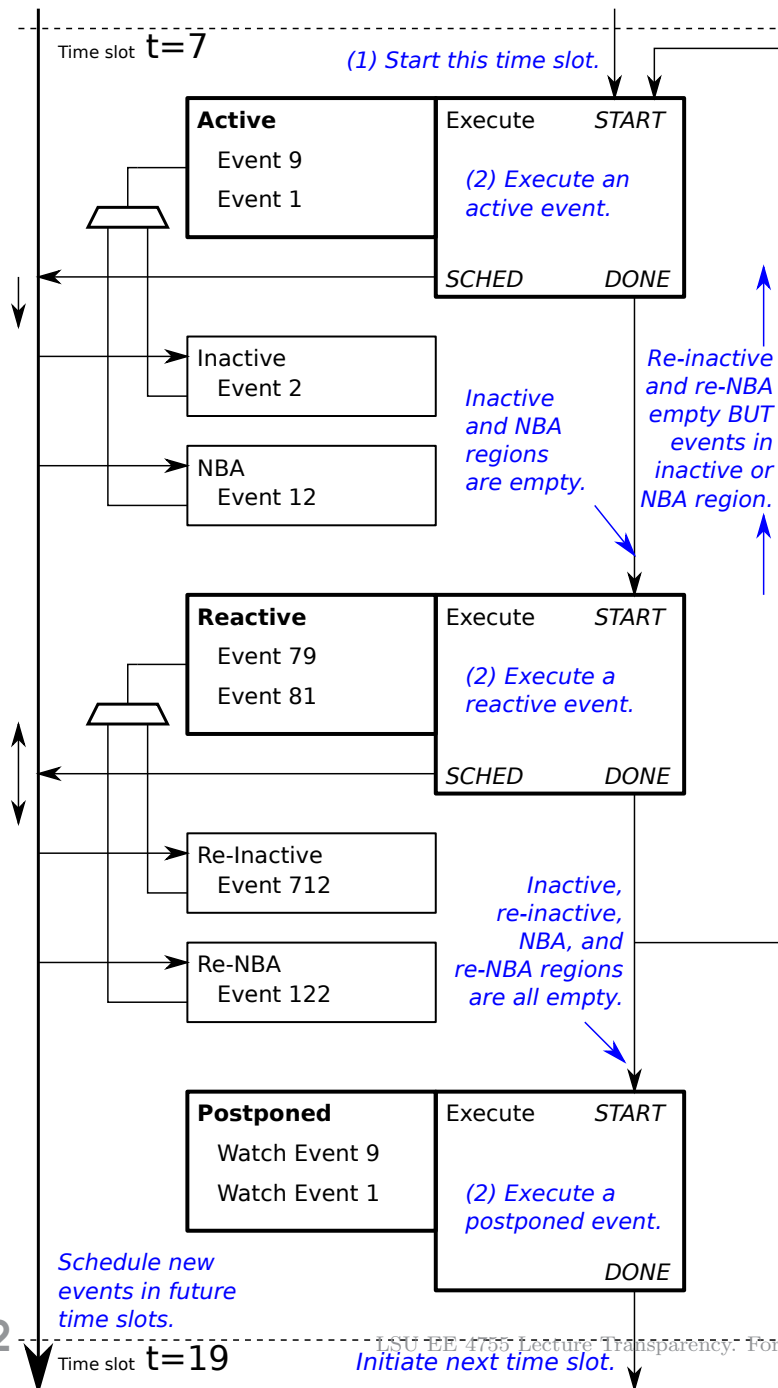 Time slot t=7
(1) Start this time slot.
Active
Event 9
Event 1
Execute START
(2) Execute an
active event.
SCHED DONE
Inactive
Event 2
NBA
Event 12
Inactive
and NBA
regions
are empty.
Re-inactive
and re-NBA
empty BUT
events in
inactive or
NBA region.
Reactive
Event 79
Event 81
Execute START
(2) Execute a
reactive event.
SCHED DONE
Re-Inactive
Event 712
Re-NBA
Event 122
Inactive,
re-inactive,
NBA, and
re-NBA regions
are all empty.
Postponed
Watch Event 9
Watch Event 1
Execute START
(2) Execute a
postponed event.
DONE
Schedule new
events in future
time slots.
2
LSU EE 4755 Lecture Transparency. For
Time slot t=19
Initiate next time slot.